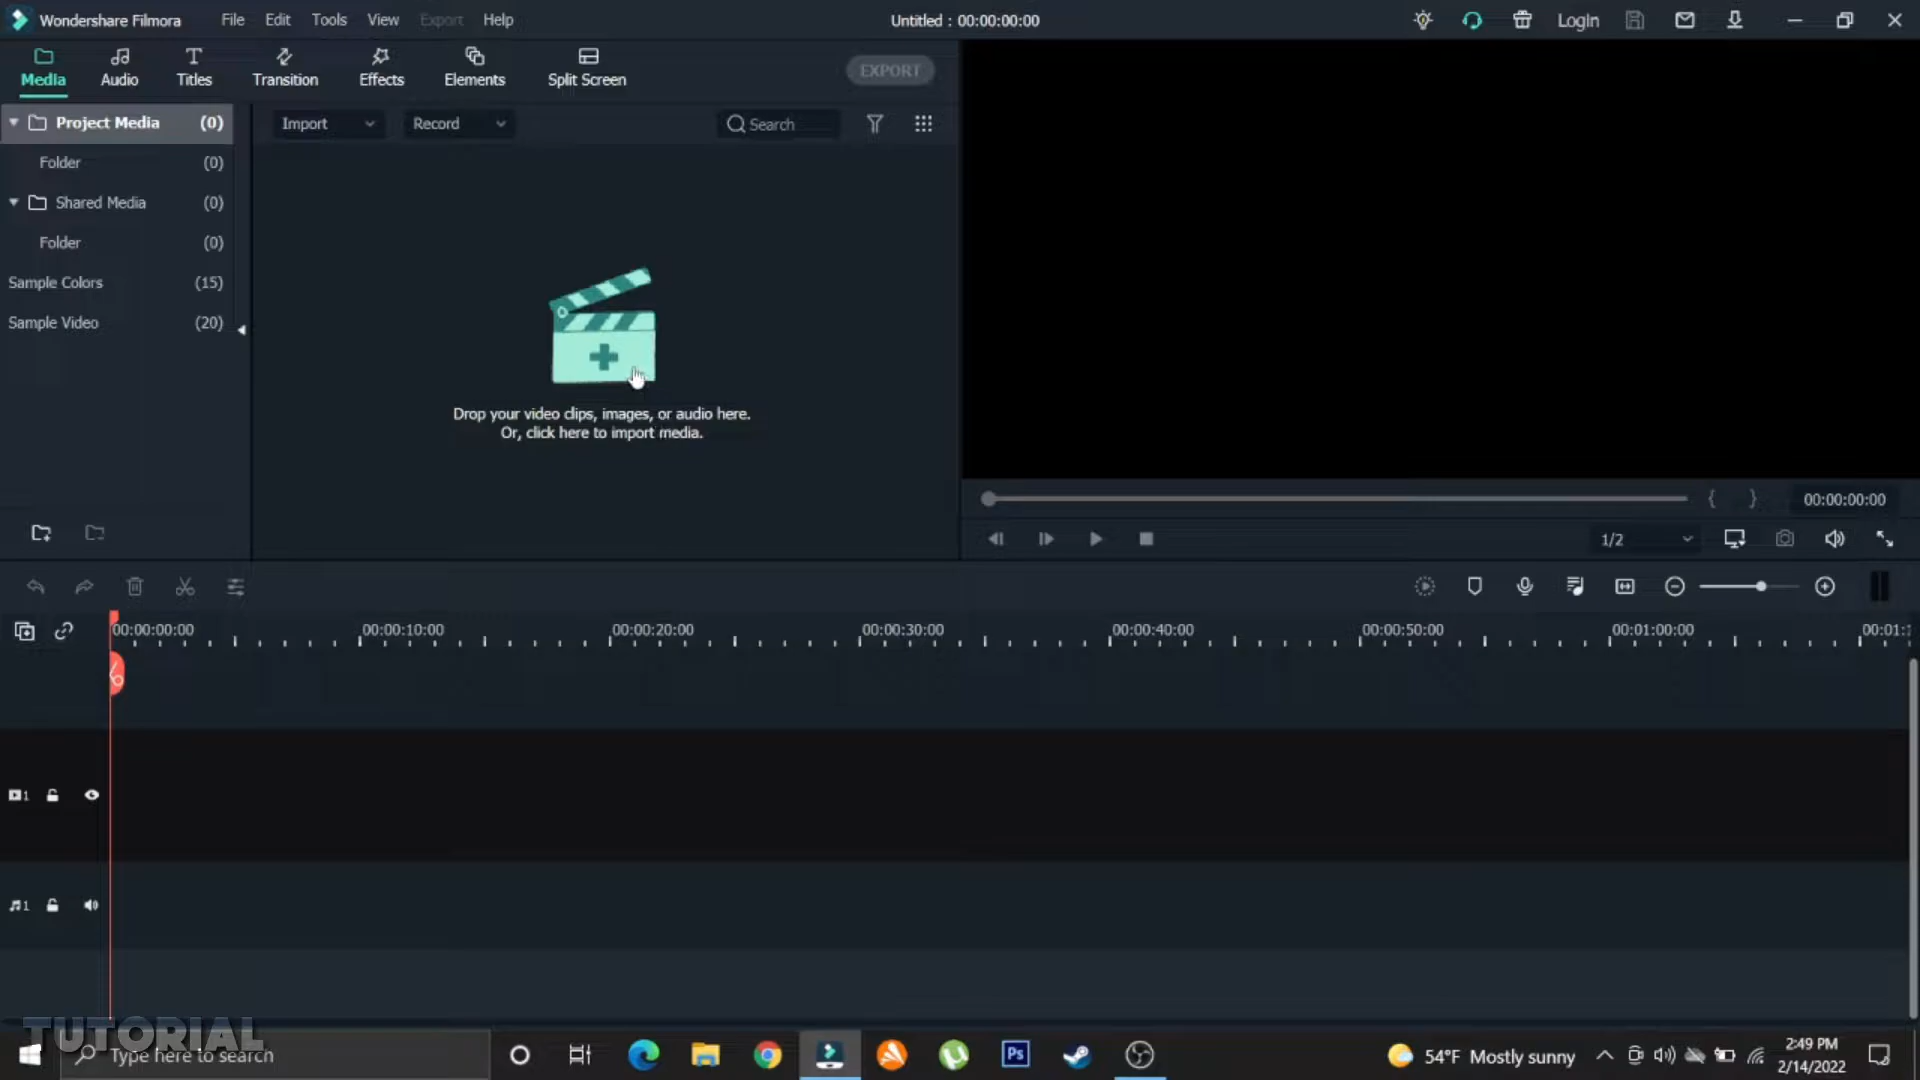 Wondershare Filmora File Edit Tools View Export Help Untitled : 00:00:00:00 Login
Media Audio Titles Transition Effects Elements Split Screen EXPORT
Project Media (0)
Folder (0)
Shared Media (0)
Folder (0)
Sample Colors (15)
Sample Video (20)
Import Record Search
Drop your video clips, images, or audio here.
Or, click here to import media.
00:00:00:00
1/2
00:00:00:00 00:00:10:00 00:00:20:00 00:00:30:00 00:00:40:00 00:00:50:00 00:01:00:00 00:01:
1
1
TUTORIAL
Type here to search
Ps
54°F Mostly sunny
2:49 PM
2/14/2022